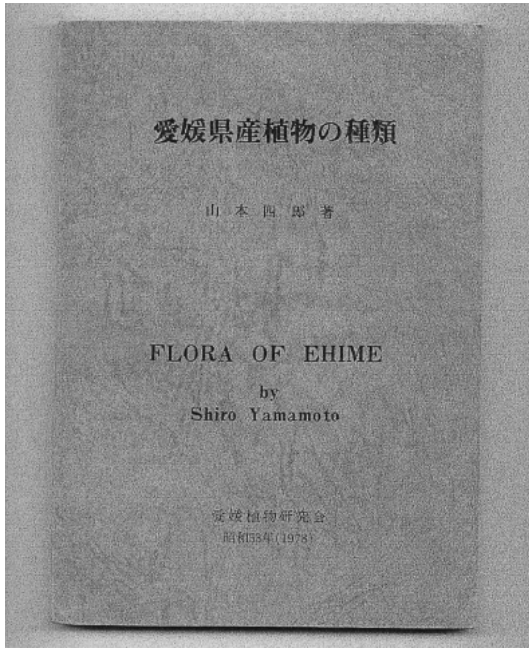 愛媛県産植物の種類
山本四郎著
FLORA OF EHIME
by
Shiro Yamamoto
愛媛植物研究会
昭和53年(1978)